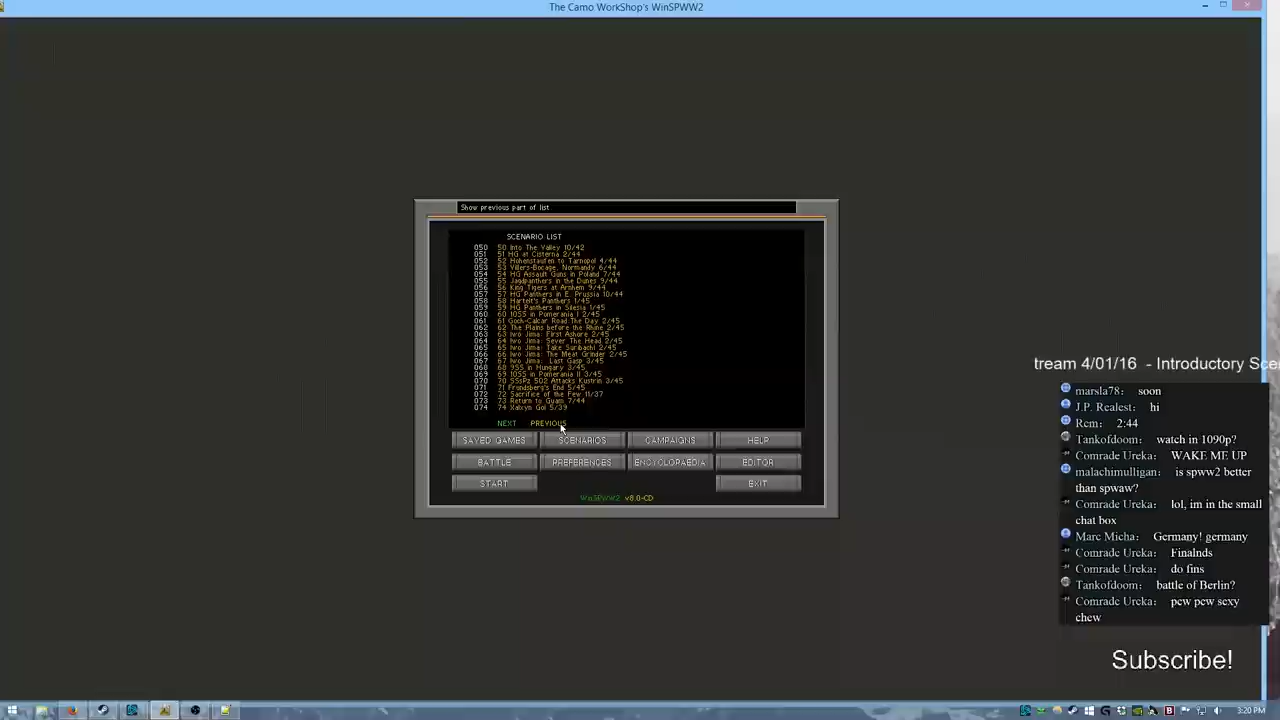 The Camo WorkShop's WinSPWW2
Show previous part of list
SCENARIO LIST
050 50 Into The Valley 10/42
051 51 HG at Cisterna 2/44
052 52 Hohenstaufen to Tarnopol 4/44
053 53 Villers-Bocage, Normandy 6/44
054 54 HG Assault Guns in Poland 7/44
055 55 Jagdpanthers in the Dunes 9/44
056 56 King Tigers at Arnhem 9/44
057 57 HG Panthers in E. Prussia 10/44
058 58 Hartelt's Panthers 1/45
059 59 HG Panthers in Silesia 1/45
060 60 10SS in Pomerania I 2/45
061 61 Goch-Calcar Road:The Day 2/45
062 62 The Plains before the Rhine 2/45
063 63 Iwo Jima: First Ashore 2/45
064 64 Iwo Jima: Sever The Head 2/45
065 65 Iwo Jima: Take Suribachi 2/45
066 66 Iwo Jima: The Meat Grinder 2/45
067 67 Iwo Jima: Last Gasp 3/45
068 68 9SS in Hungary 3/45
069 69 10SS in Pomerania II 3/45
070 70 SSsPz 502 Attacks Kustrin 3/45
071 71 Frundsberg's End 5/45
072 72 Sacrifice of the Few 11/37
073 73 Return to Guam 7/44
074 74 Xalxyn Gol 5/39
NEXT PREVIOUS
SAVED GAMES SCENARIOS CAMPAIGNS HELP
BATTLE PREFERENCES ENCYCLOPAEDIA EDITOR
START EXIT
WinSPWW2 v8.0-CD
tream 4/01/16 - Introductory Sce
marsla78: soon
J.P. Realest: hi
Rcm: 2:44
Tankofdoom: watch in 1090p?
Comrade Ureka: WAKE ME UP
malachimulligan: is spww2 better
than spwaw?
Comrade Ureka: lol, im in the small
chat box
Marc Micha: Germany! germany
Comrade Ureka: Finalnds
Comrade Ureka: do fins
Tankofdoom: battle of Berlin?
Comrade Ureka: pew pew sexy
chew
Subscribe!
3:20 PM